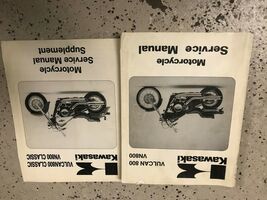 Kawasaki
VULCAN800 CLASSIC
VN800 CLASSIC
Motorcycle
Service Manual
Supplement
Kawasaki
VULCAN 800
VN800
Motorcycle
Service Manual